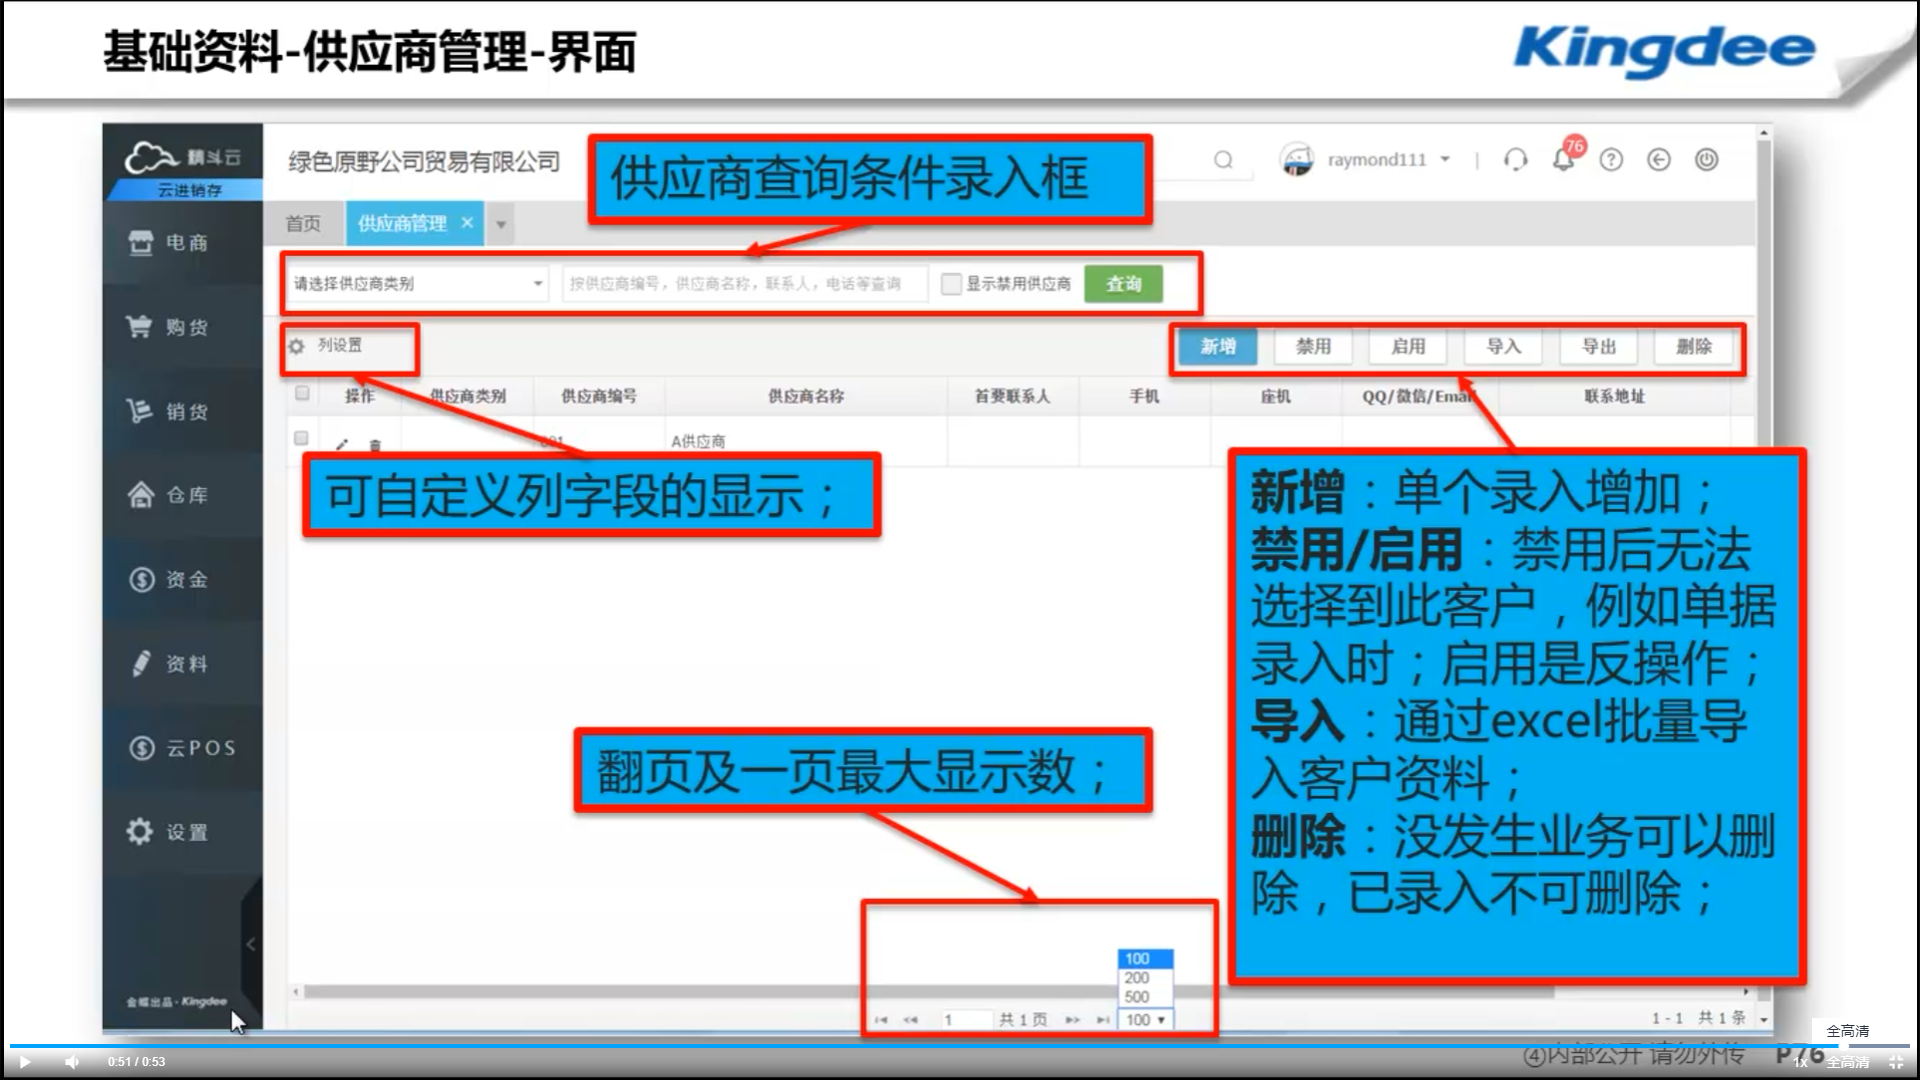 基础资料-供应商管理-界面
Kingdee
精斗云
云进销存
绿色原野公司贸易有限公司
供应商查询条件录入框
raymond111
76
首页
供应商管理
电商
购货
销货
仓库
资金
资料
云POS
设置
金蝶出品·Kingdee
请选择供应商类别
按供应商编号，供应商名称，联系人，电话等查询
显示禁用供应商
查询
列设置
新增 禁用 启用 导入 导出 删除
操作 供应商类别 供应商编号 供应商名称 首要联系人 手机 座机 QQ/微信/Email 联系地址
001 A供应商
可自定义列字段的显示；
新增：单个录入增加；
禁用/启用：禁用后无法
选择到此客户，例如单据
录入时；启用是反操作；
导入：通过excel批量导
入客户资料；
删除：没发生业务可以删
除，已录入不可删除；
翻页及一页最大显示数；
100
200
500
1 共 1 页 100
1 - 1 共 1 条
全高清
④内部公开 请勿外传 P76
0:51 / 0:53
1x 全高清